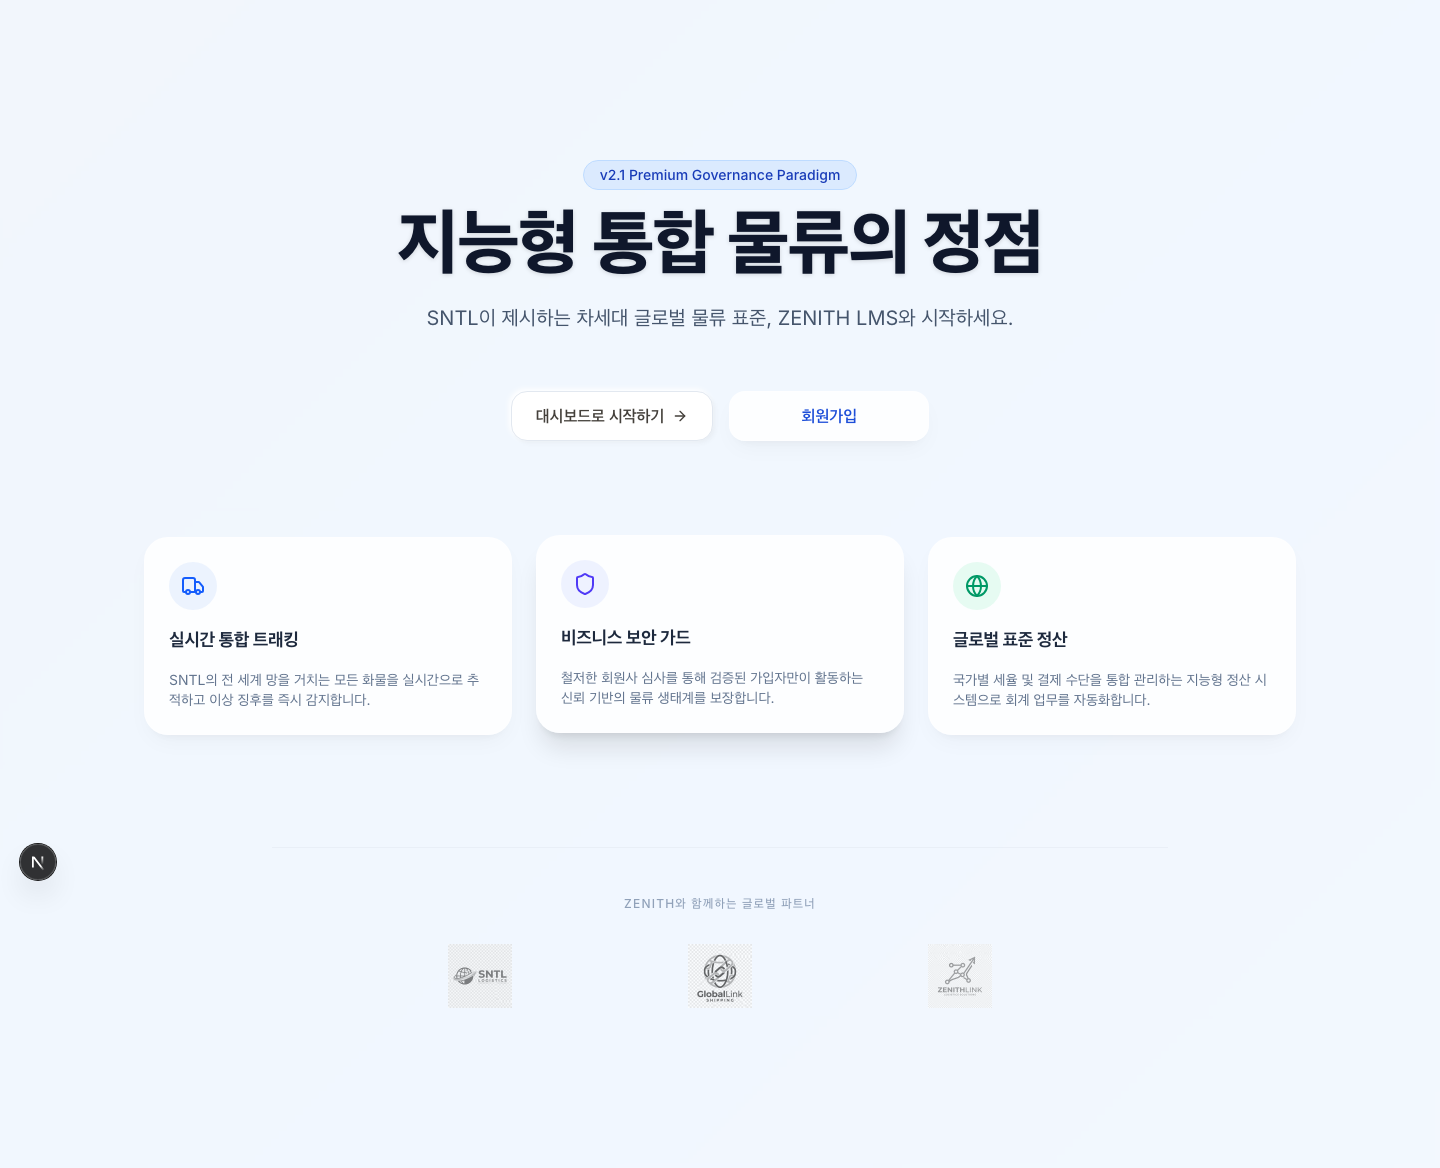 v2.1 Premium Governance Paradigm
지능형 통합 물류의 정점
SNTL이 제시하는 차세대 글로벌 물류 표준, ZENITH LMS와 시작하세요.
대시보드로 시작하기
회원가입
실시간 통합 트래킹
SNTL의 전 세계 망을 거치는 모든 화물을 실시간으로 추
적하고 이상 징후를 즉시 감지합니다.
비즈니스 보안 가드
철저한 회원사 심사를 통해 검증된 가입자만이 활동하는
신뢰 기반의 물류 생태계를 보장합니다.
글로벌 표준 정산
국가별 세율 및 결제 수단을 통합 관리하는 지능형 정산 시
스템으로 회계 업무를 자동화합니다.
N
ZENITH와 함께하는 글로벌 파트너
SNTL
LOGISTICS
GlobalLink
SHIPPING
ZENITHLINK